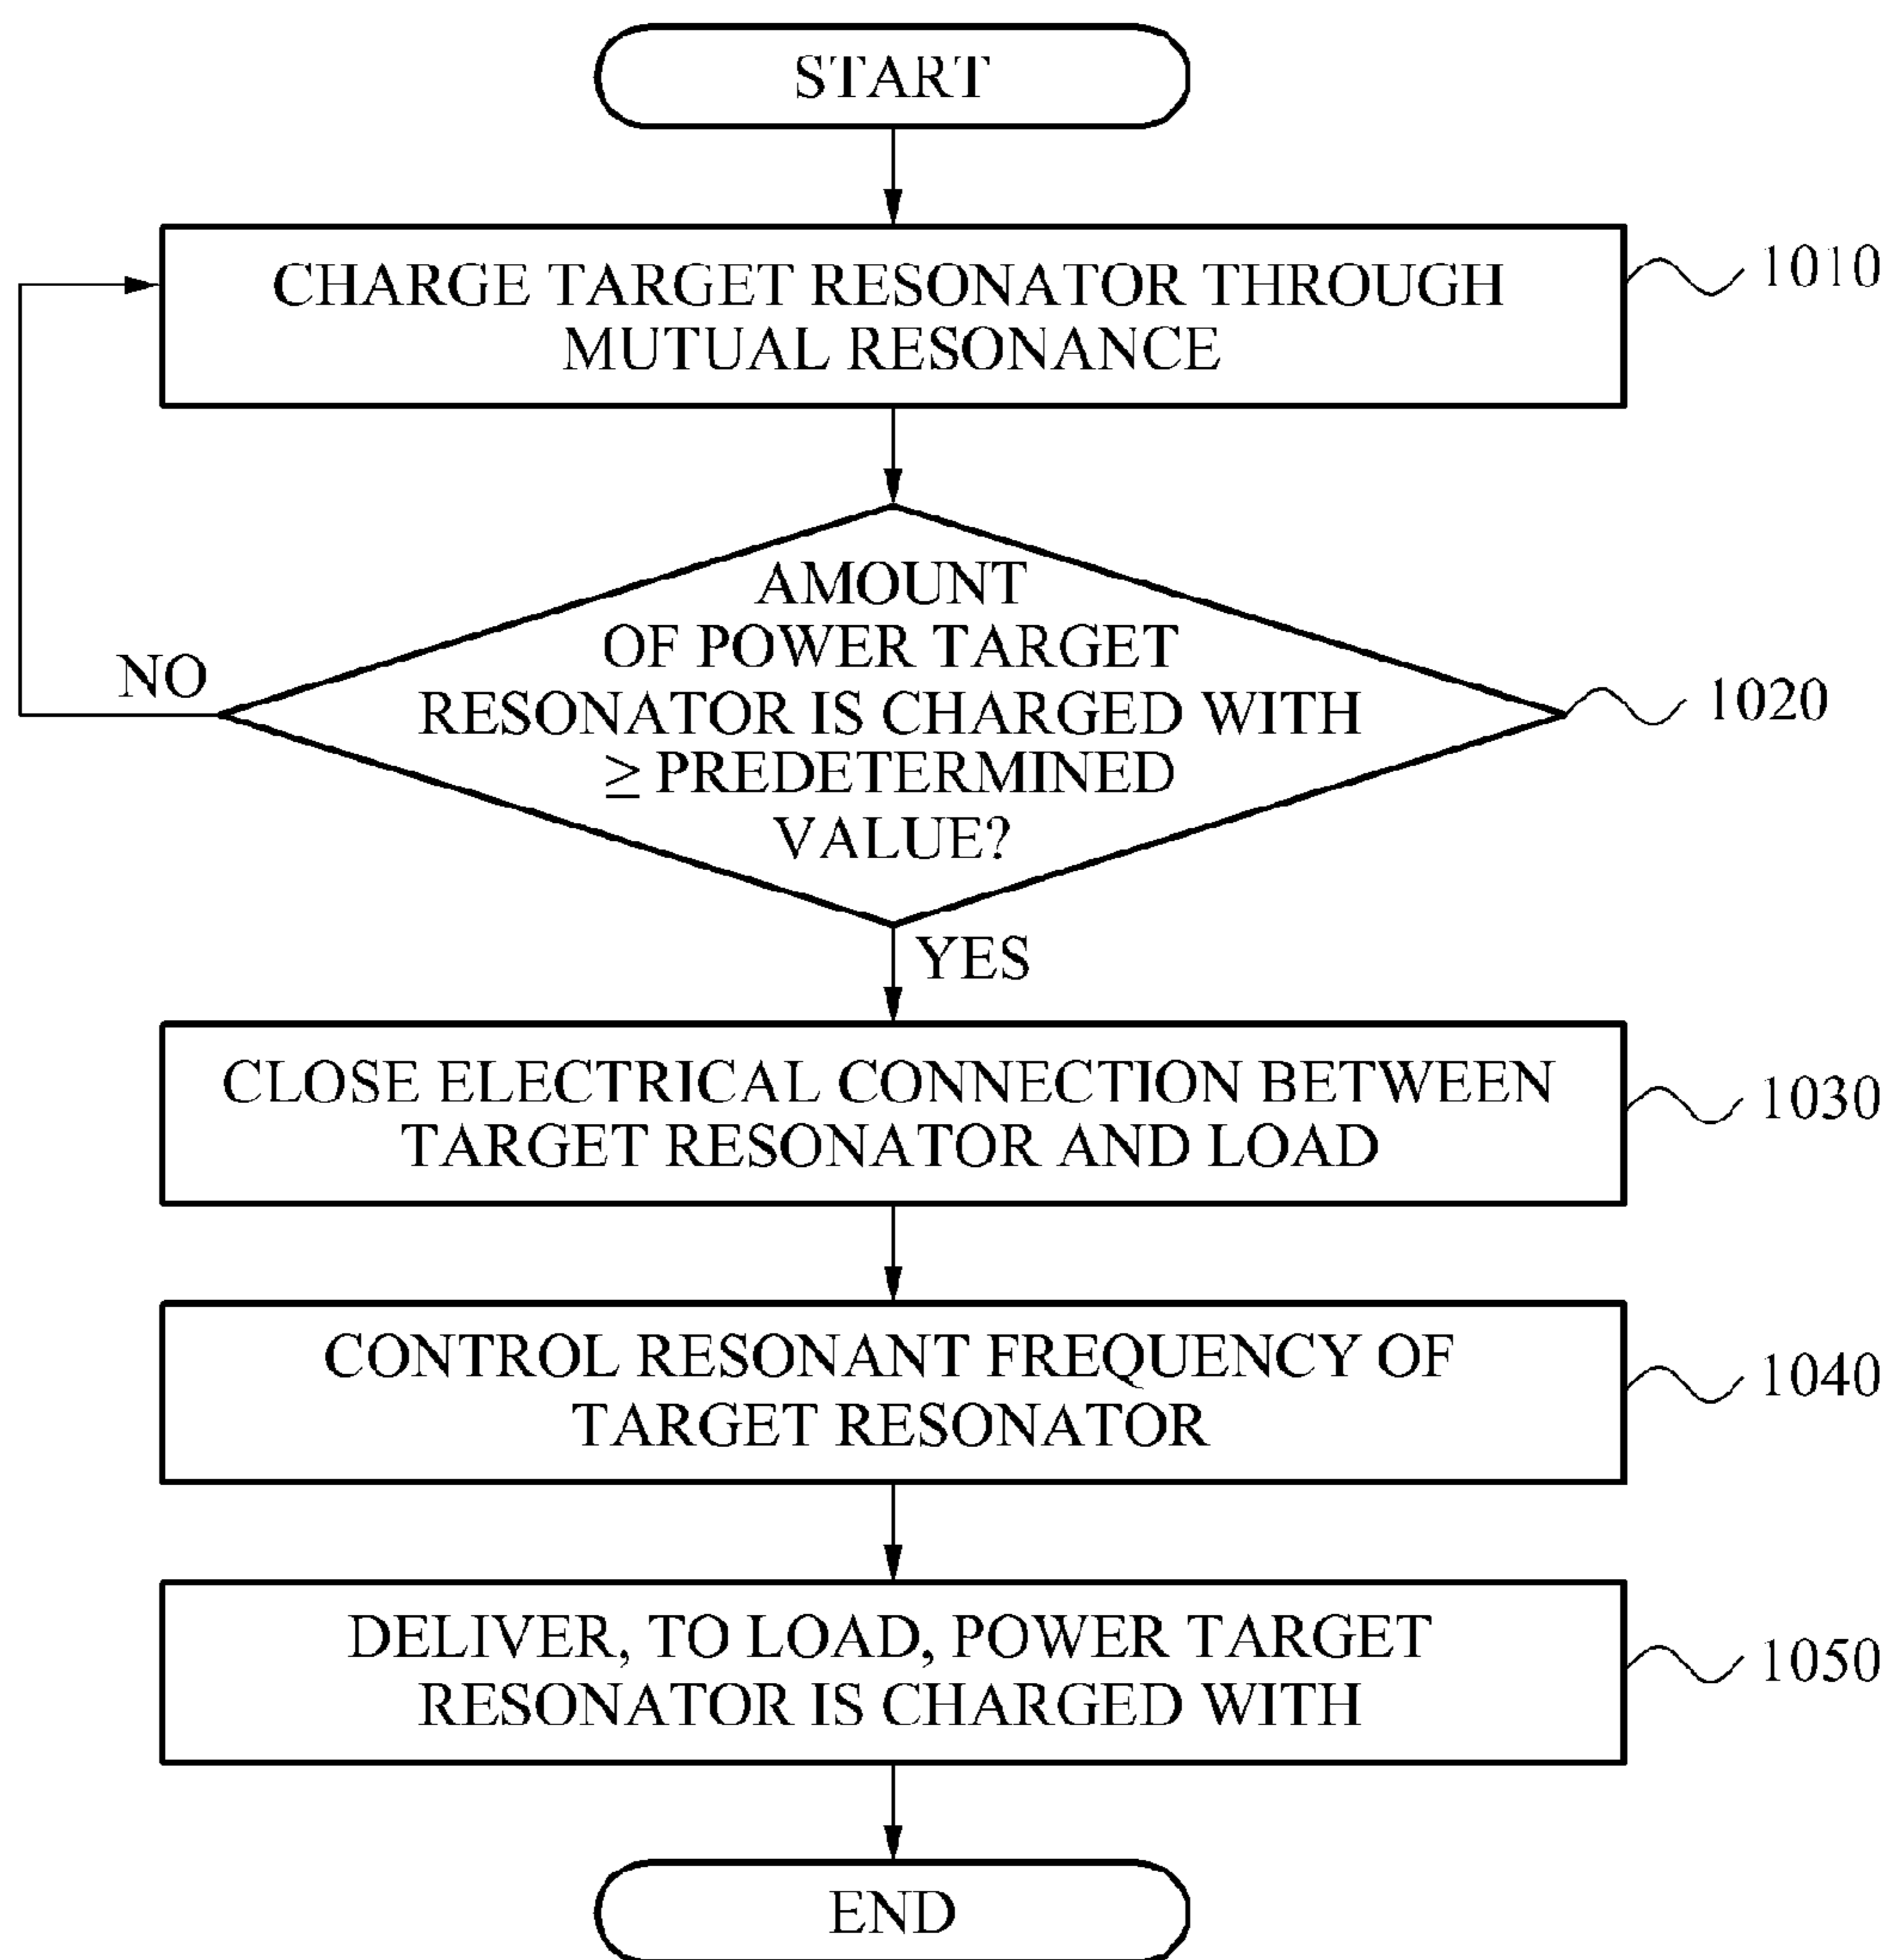 START
CHARGE TARGET RESONATOR THROUGH
MUTUAL RESONANCE
1010
AMOUNT
OF POWER TARGET
RESONATOR IS CHARGED WITH
≥ PREDETERMINED
VALUE?
1020
NO
YES
CLOSE ELECTRICAL CONNECTION BETWEEN
TARGET RESONATOR AND LOAD
1030
CONTROL RESONANT FREQUENCY OF
TARGET RESONATOR
1040
DELIVER, TO LOAD, POWER TARGET
RESONATOR IS CHARGED WITH
1050
END